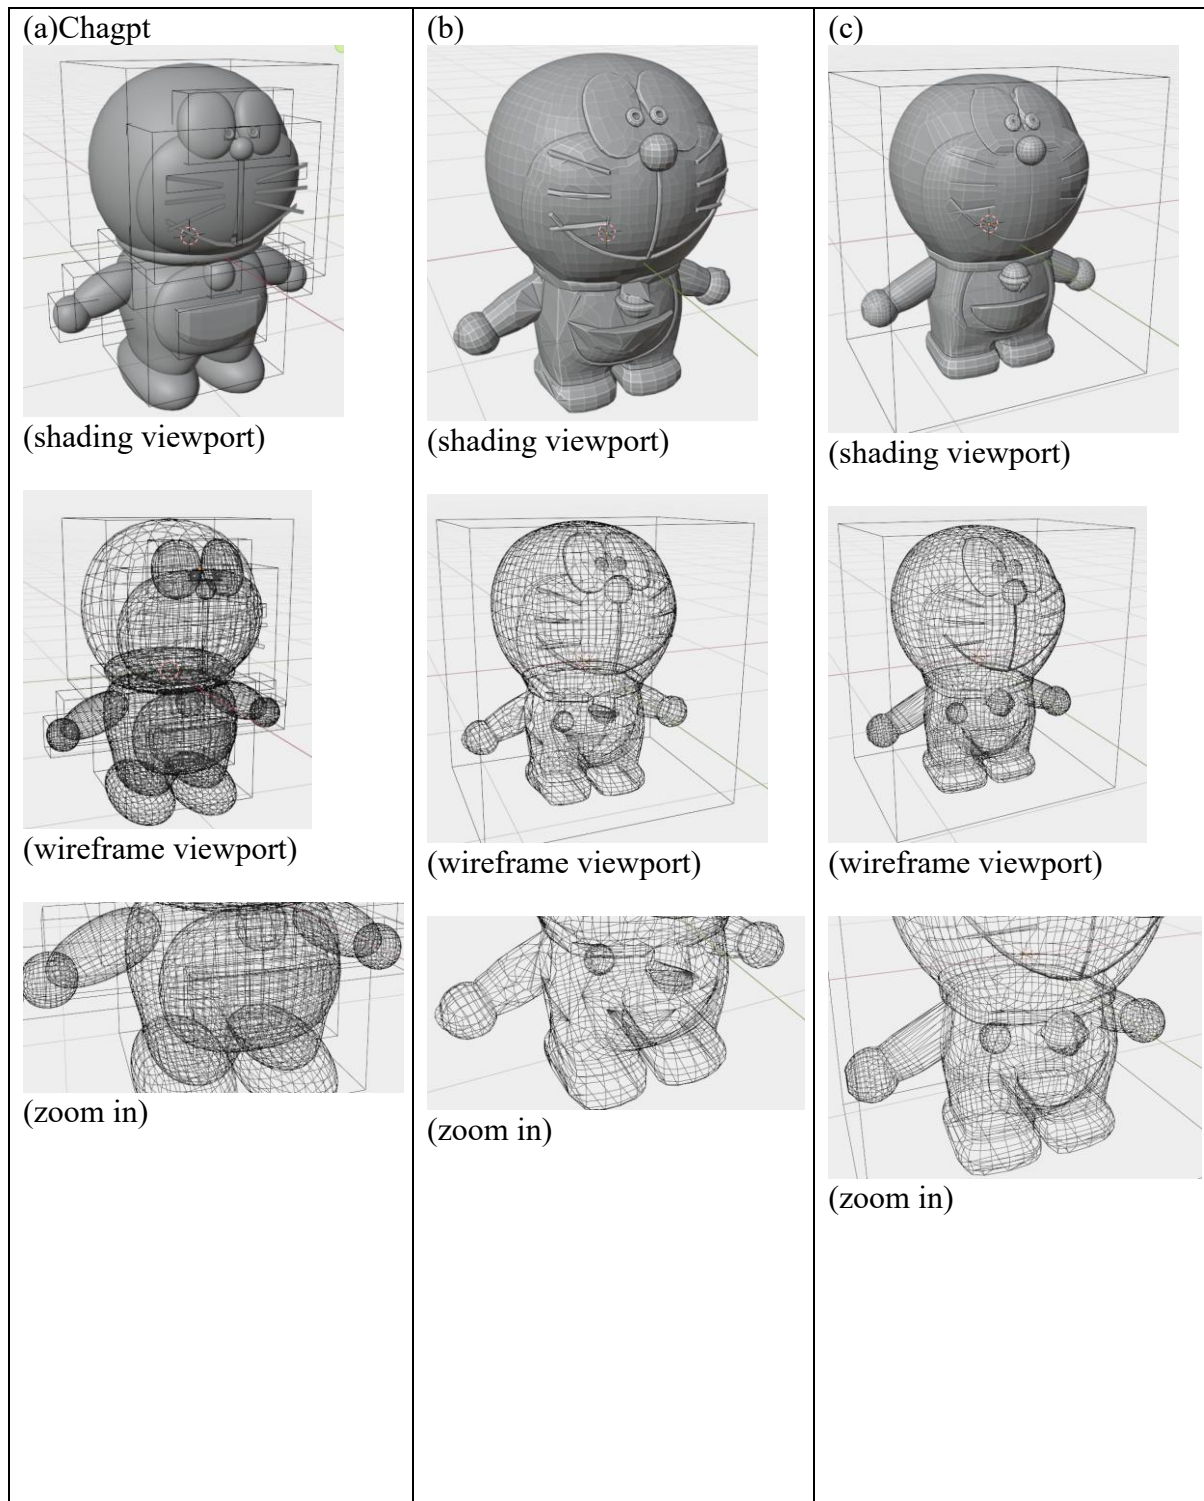 (a)Chagpt
(shading viewport)
(wireframe viewport)
(zoom in)
(b)
(shading viewport)
(wireframe viewport)
(zoom in)
(c)
(shading viewport)
(wireframe viewport)
(zoom in)